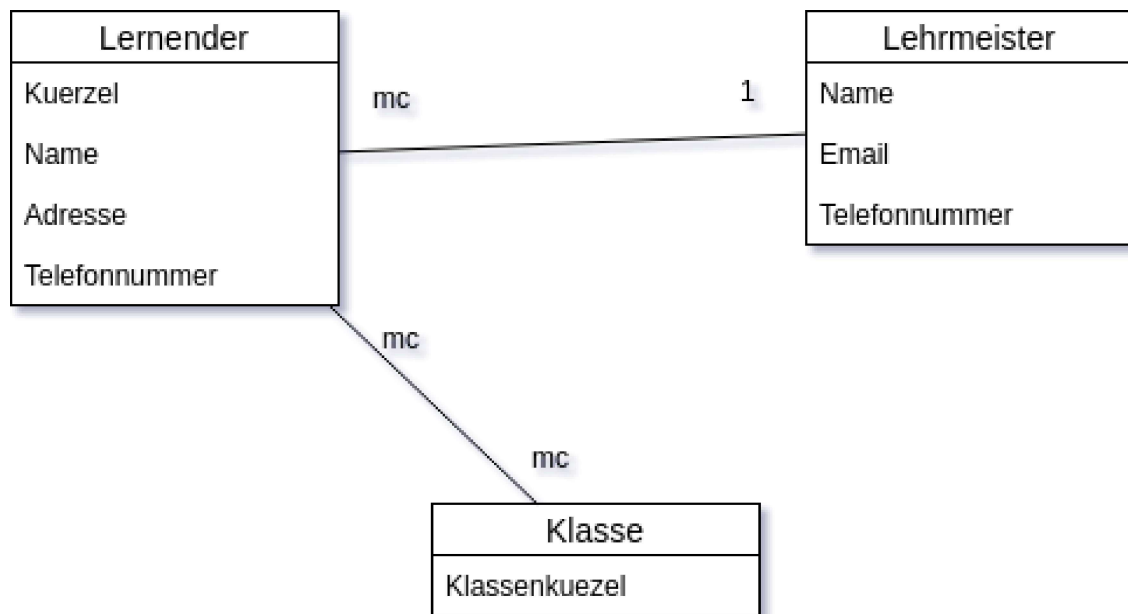 Lernender
Kuerzel
Name
Adresse
Telefonnummer
mc
1
Lehrmeister
Name
Email
Telefonnummer
mc
mc
Klasse
Klassenkuezel